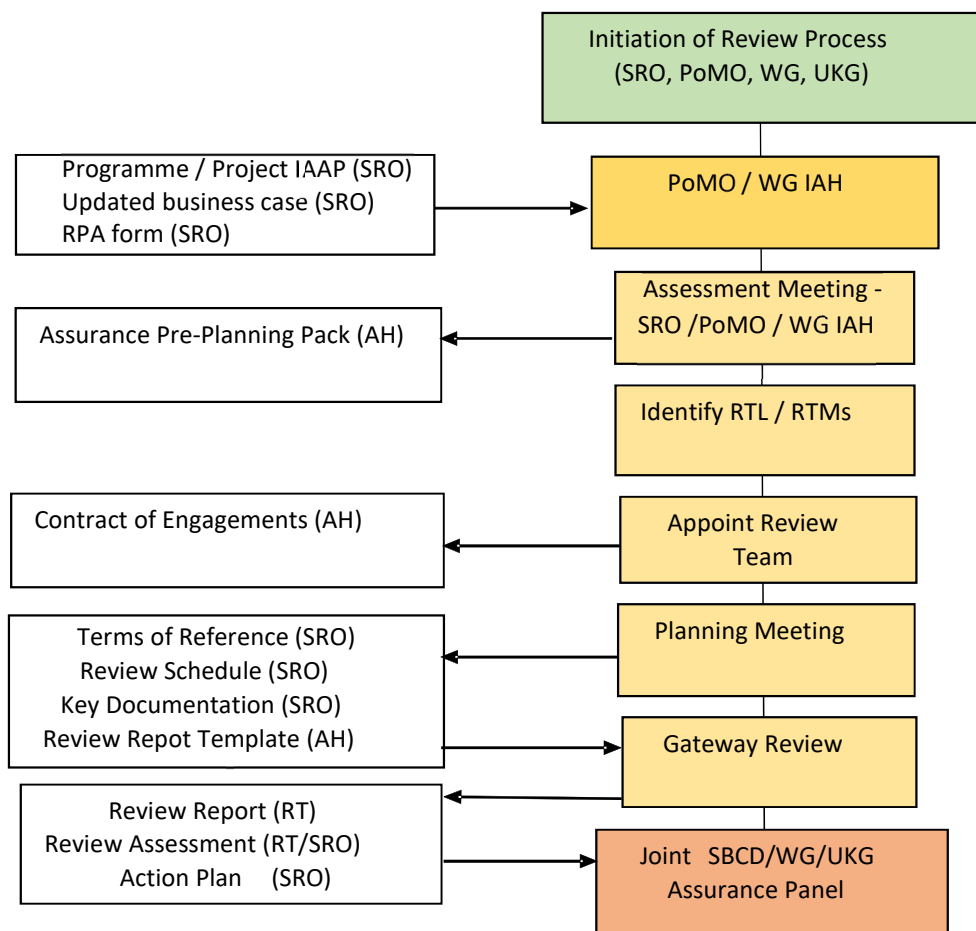 Initiation of Review Process
(SRO, PoMO, WG, UKG)
Programme / Project IAAP (SRO)
Updated business case (SRO)
RPA form (SRO)
PoMO / WG IAH
Assessment Meeting -
SRO /PoMO / WG IAH
Assurance Pre-Planning Pack (AH)
Identify RTL / RTMs
Contract of Engagements (AH)
Appoint Review
Team
Terms of Reference (SRO)
Review Schedule (SRO)
Key Documentation (SRO)
Review Repot Template (AH)
Planning Meeting
Gateway Review
Review Report (RT)
Review Assessment (RT/SRO)
Action Plan (SRO)
Joint SBCD/WG/UKG
Assurance Panel